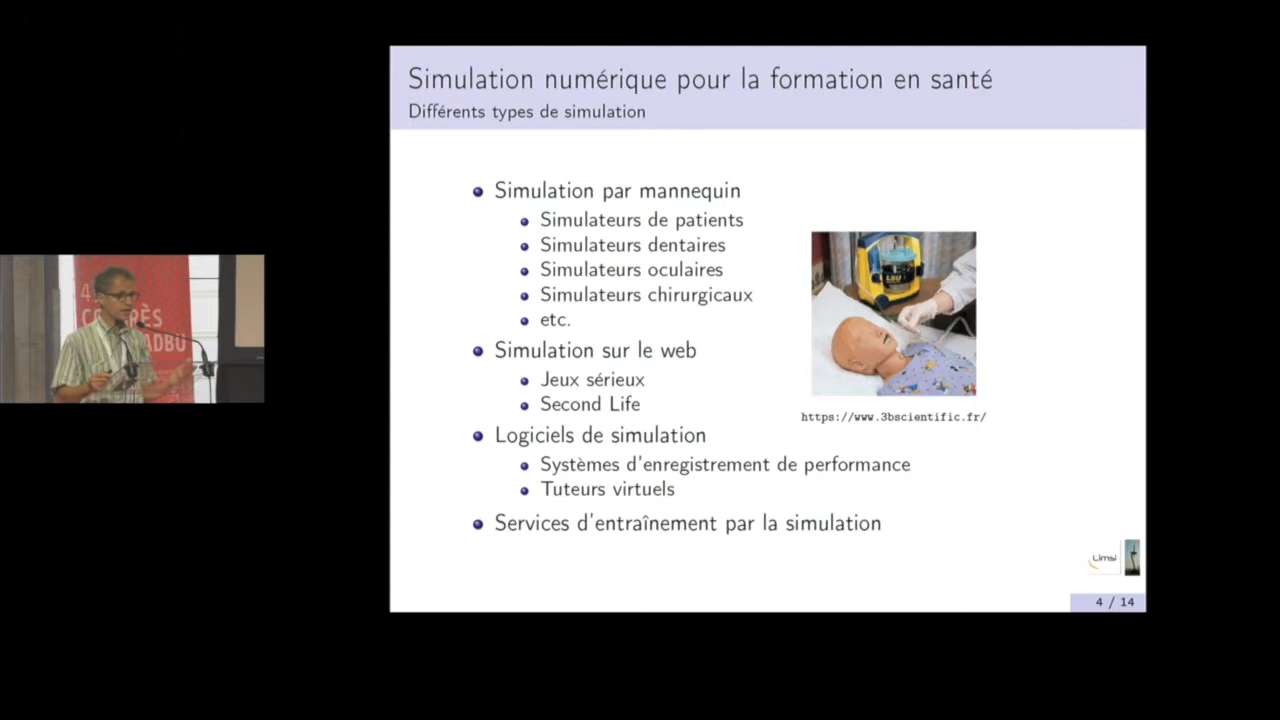 Simulation numérique pour la formation en santé
Différents types de simulation
Simulation par mannequin
Simulateurs de patients
Simulateurs dentaires
Simulateurs oculaires
Simulateurs chirurgicaux
etc.
Simulation sur le web
Jeux sérieux
Second Life
Logiciels de simulation
Systèmes d'enregistrement de performance
Tuteurs virtuels
Services d'entraînement par la simulation
LSU
https://www.3bscientific.fr/
Limsi
4 / 14